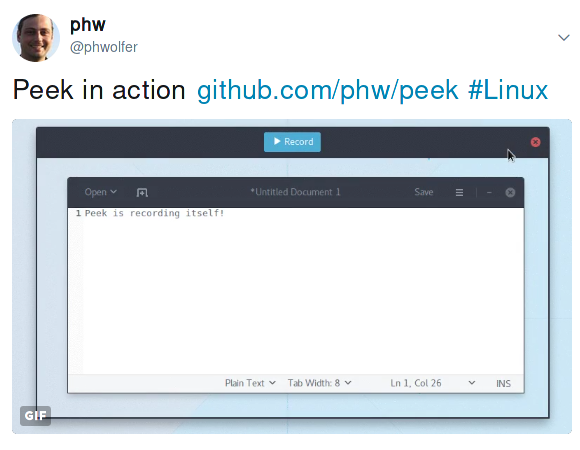 phw
@phwolfer
Peek in action github.com/phw/peek #Linux
Record
Open *Untitled Document 1 Save
1 Peek is recording itself!
Plain Text Tab Width: 8 Ln 1, Col 26 INS
GIF